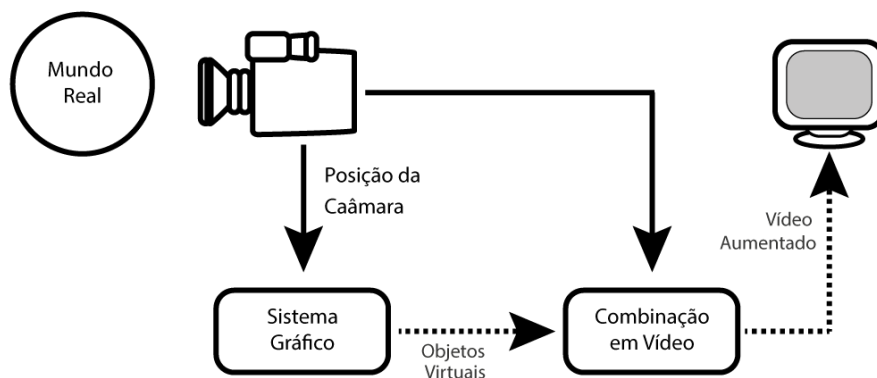 Mundo
Real
Posição da
Caâmara
Vídeo
Aumentado
Sistema
Gráfico
Objetos
Virtuais
Combinação
em Vídeo